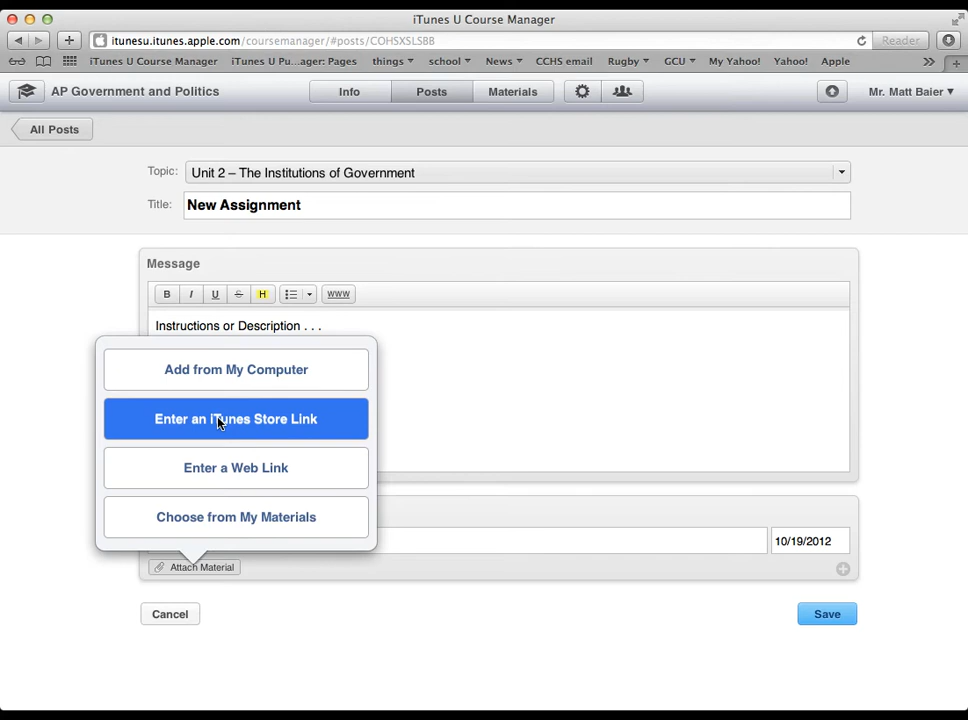 iTunes U Course Manager
itunesu.itunes.apple.com/coursemanager/#posts/COHSXSLSBB
Reader
iTunes U Course Manager iTunes U Pu...ager: Pages things school News CCHS email Rugby GCU My Yahoo! Yahoo! Apple
AP Government and Politics Info Posts Materials Mr. Matt Baier
All Posts
Topic: Unit 2 – The Institutions of Government
Title: New Assignment
Message
B I U S H WWW
Instructions or Description . . .
Add from My Computer
Enter an iTunes Store Link
Enter a Web Link
Choose from My Materials
10/19/2012
Attach Material
Cancel Save